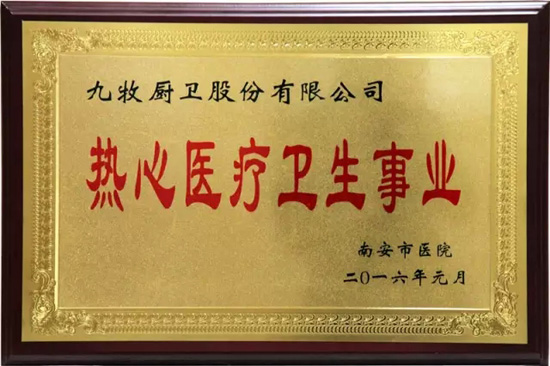 九牧厨卫股份有限公司
热心医疗卫生事业
南安市医院
二〇一六年元月